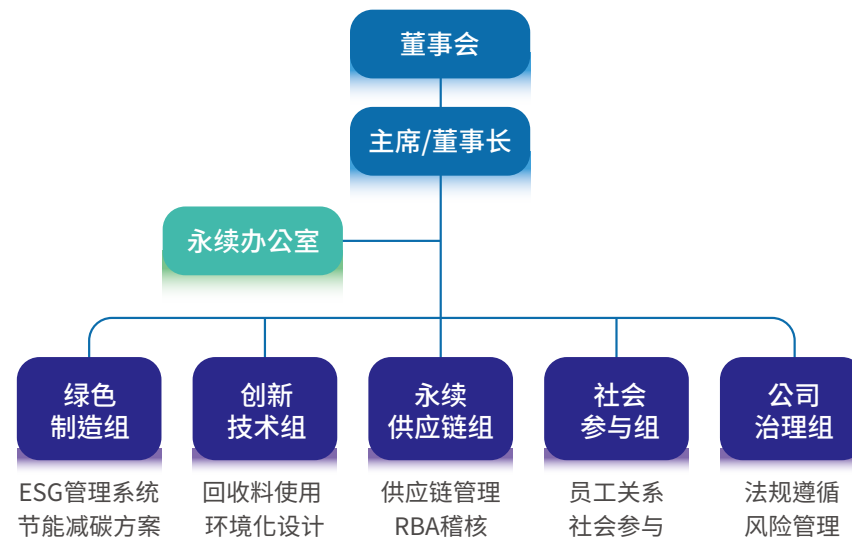 董事会
主席/董事长
永续办公室
绿色
制造组
创新
技术组
永续
供应链组
社会
参与组
公司
治理组
ESG管理系统
节能减碳方案
回收料使用
环境化设计
供应链管理
RBA稽核
员工关系
社会参与
法规遵循
风险管理